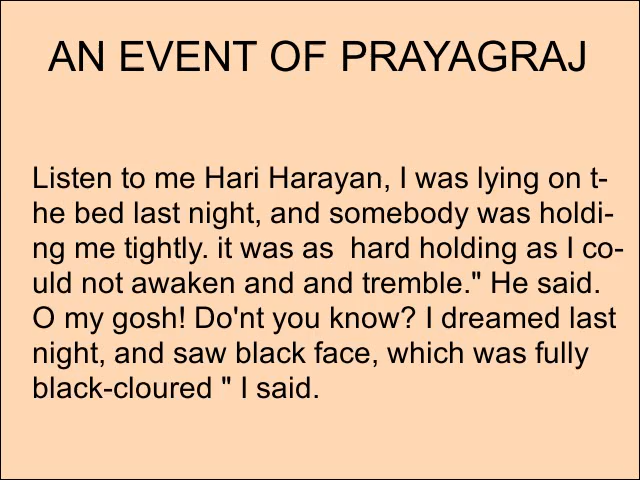 AN EVENT OF PRAYAGRAJ
Listen to me Hari Harayan, I was lying on t-
he bed last night, and somebody was holdi-
ng me tightly. it was as  hard holding as I co-
uld not awaken and and tremble." He said.
O my gosh! Do'nt you know? I dreamed last
night, and saw black face, which was fully
black-cloured " I said.